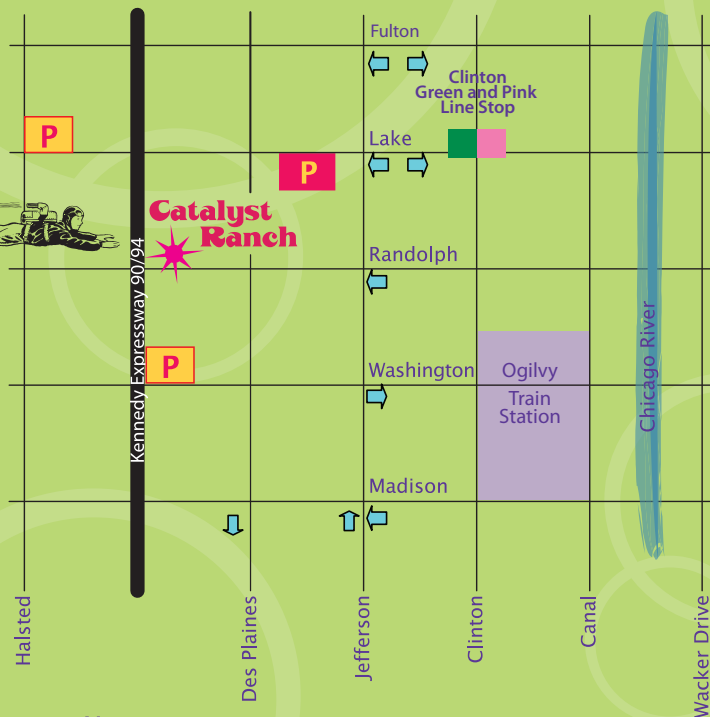 Fulton
Clinton
Green and Pink
Line Stop
P
Lake
P
Catalyst
Ranch
Randolph
Kennedy Expressway 90/94
Chicago River
P
Washington
Ogilvy
Train
Station
Madison
Halsted
Des Plaines
Jefferson
Clinton
Canal
Wacker Drive